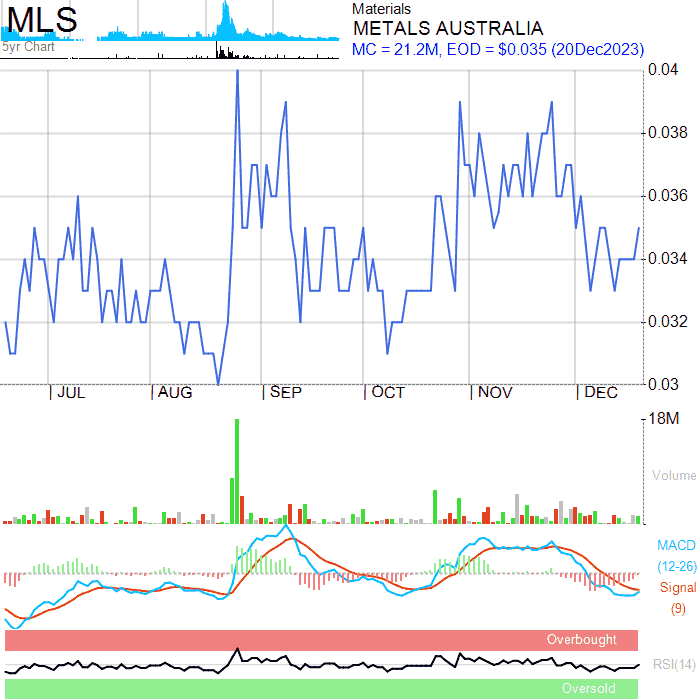 MLS
5yr Chart
Materials
METALS AUSTRALIA
MC = 21.2M, EOD = $0.035 (20Dec2023)
0.04
0.038
0.036
0.034
0.032
0.03
JUL AUG SEP OCT NOV DEC
18M
Volume
MACD
(12-26)
Signal
(9)
Overbought
RSI(14)
Oversold